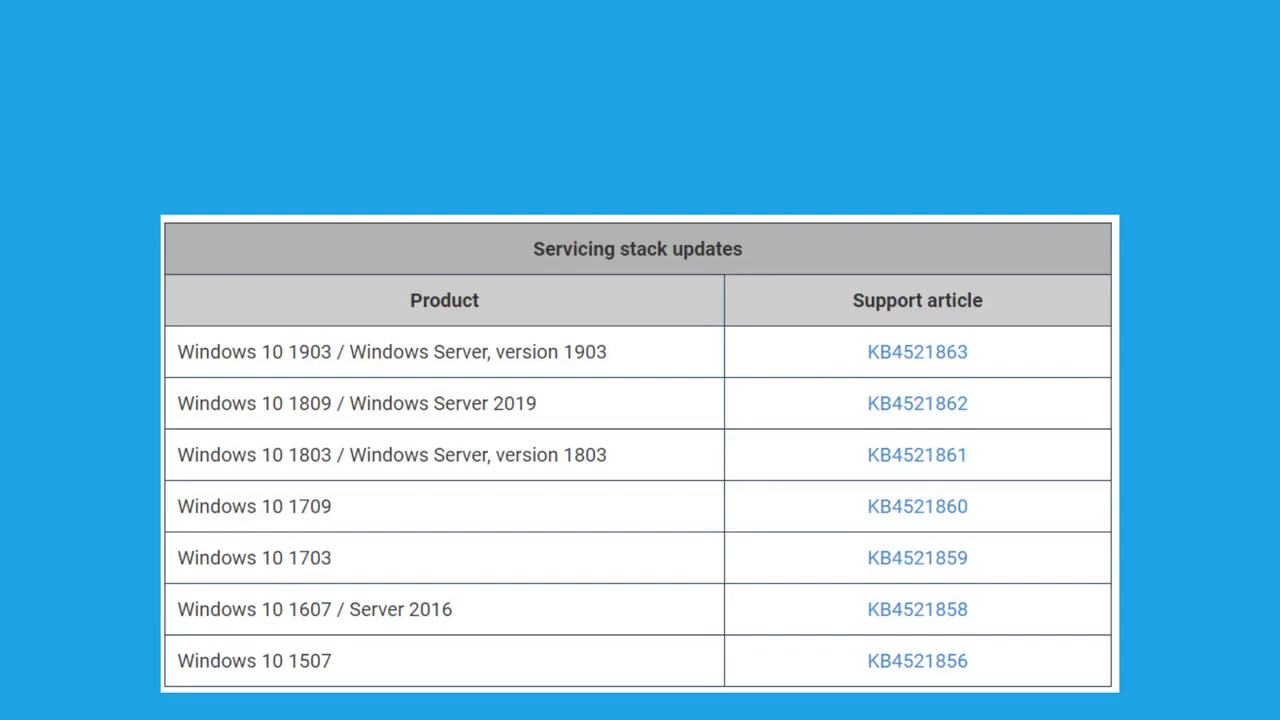 Servicing stack updates
Product Support article
Windows 10 1903 / Windows Server, version 1903 KB4521863
Windows 10 1809 / Windows Server 2019 KB4521862
Windows 10 1803 / Windows Server, version 1803 KB4521861
Windows 10 1709 KB4521860
Windows 10 1703 KB4521859
Windows 10 1607 / Server 2016 KB4521858
Windows 10 1507 KB4521856